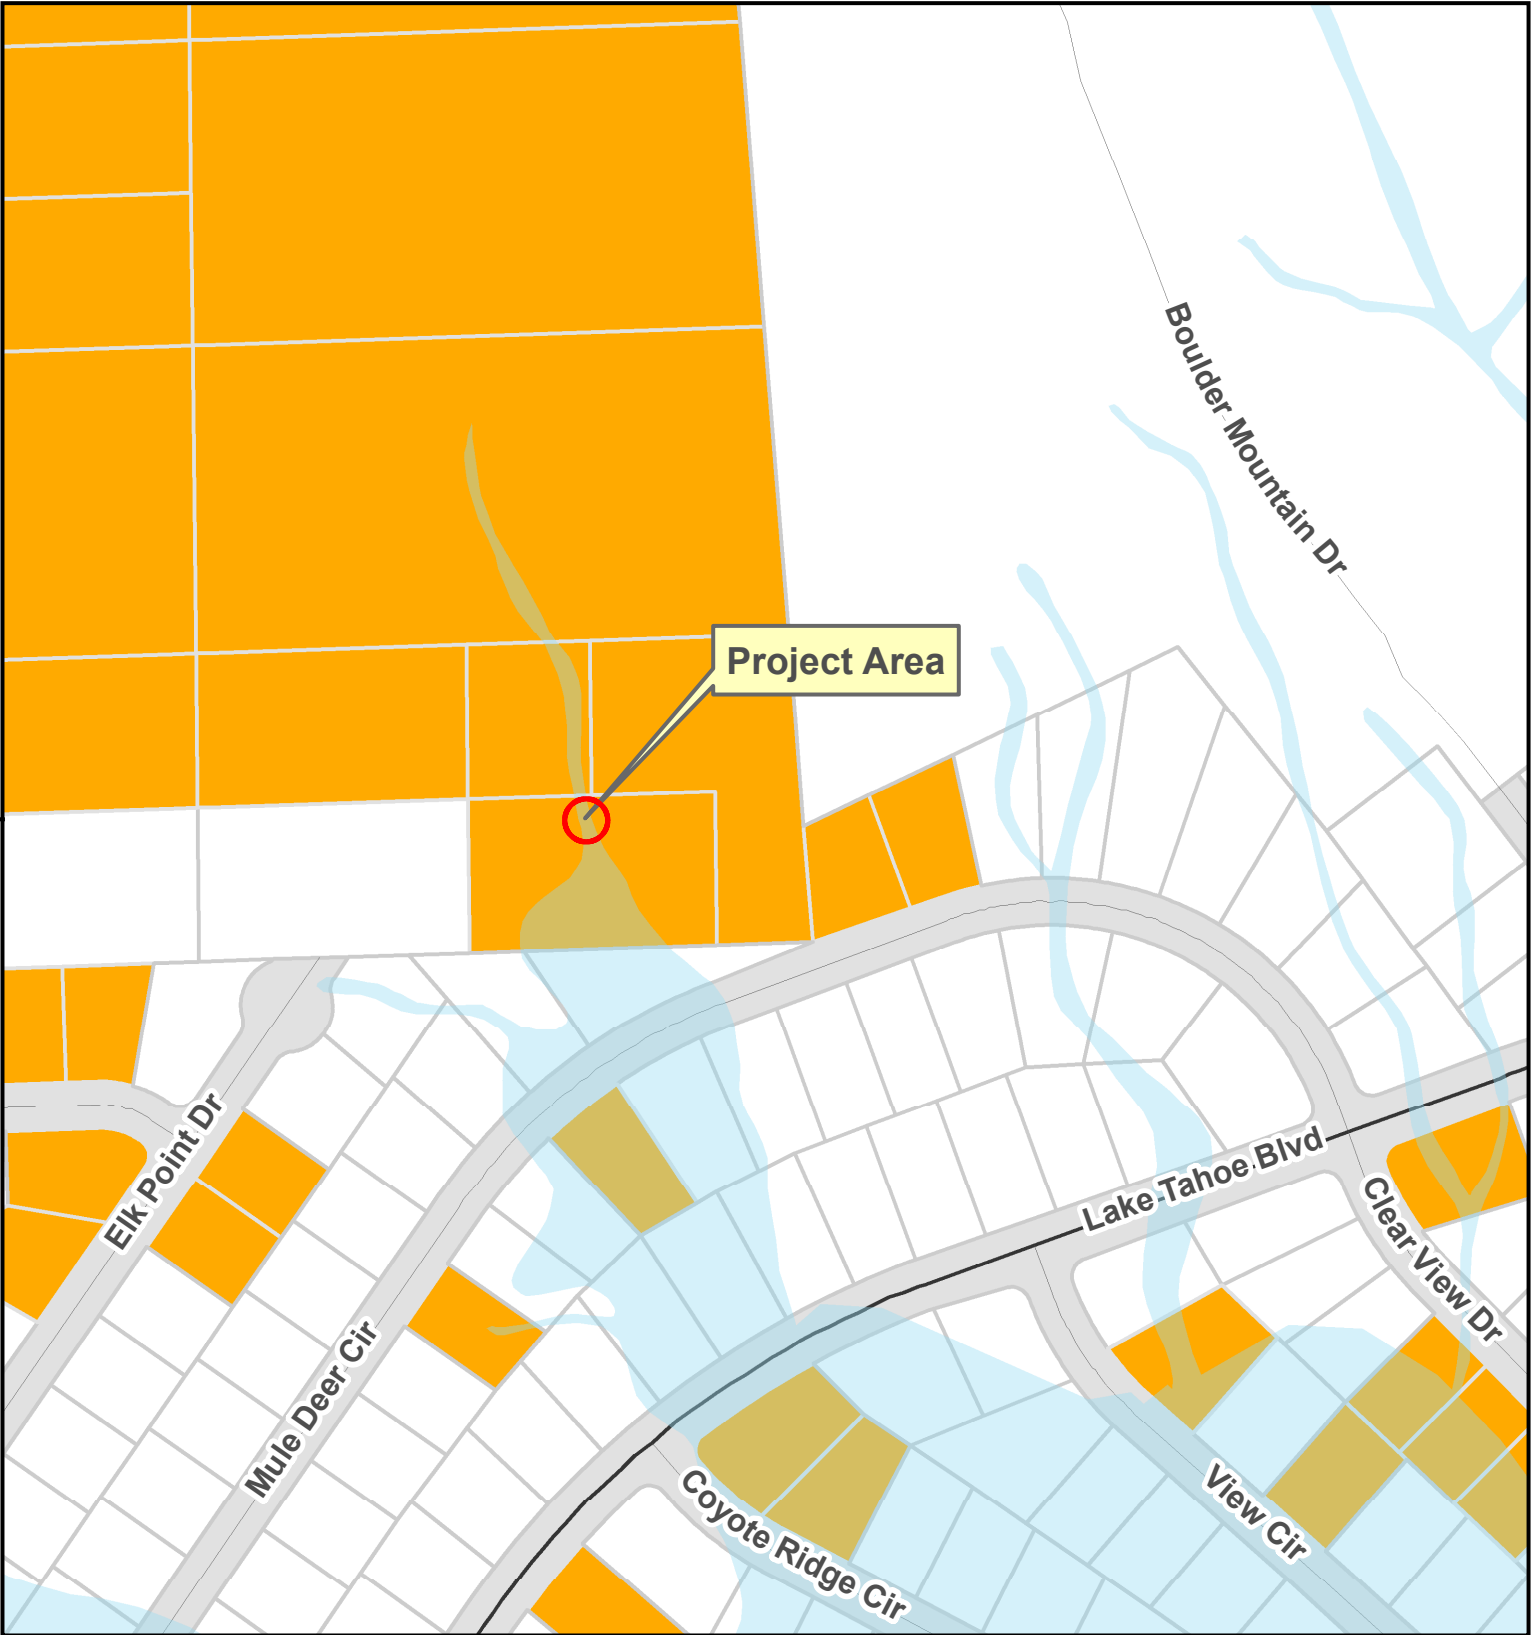 Boulder Mountain Dr
Project Area
Elk Point Dr
Lake Tahoe Blvd
Clear View Dr
Mule Deer Cir
Coyote Ridge Cir
View Cir